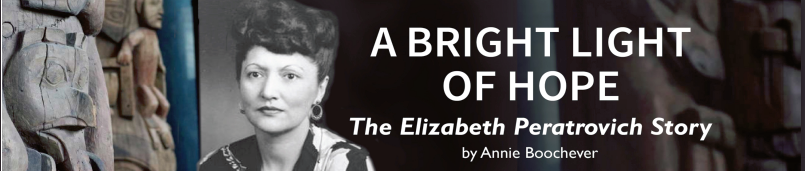 A BRIGHT LIGHT
OF HOPE
The Elizabeth Peratrovich Story
by Annie Boochever